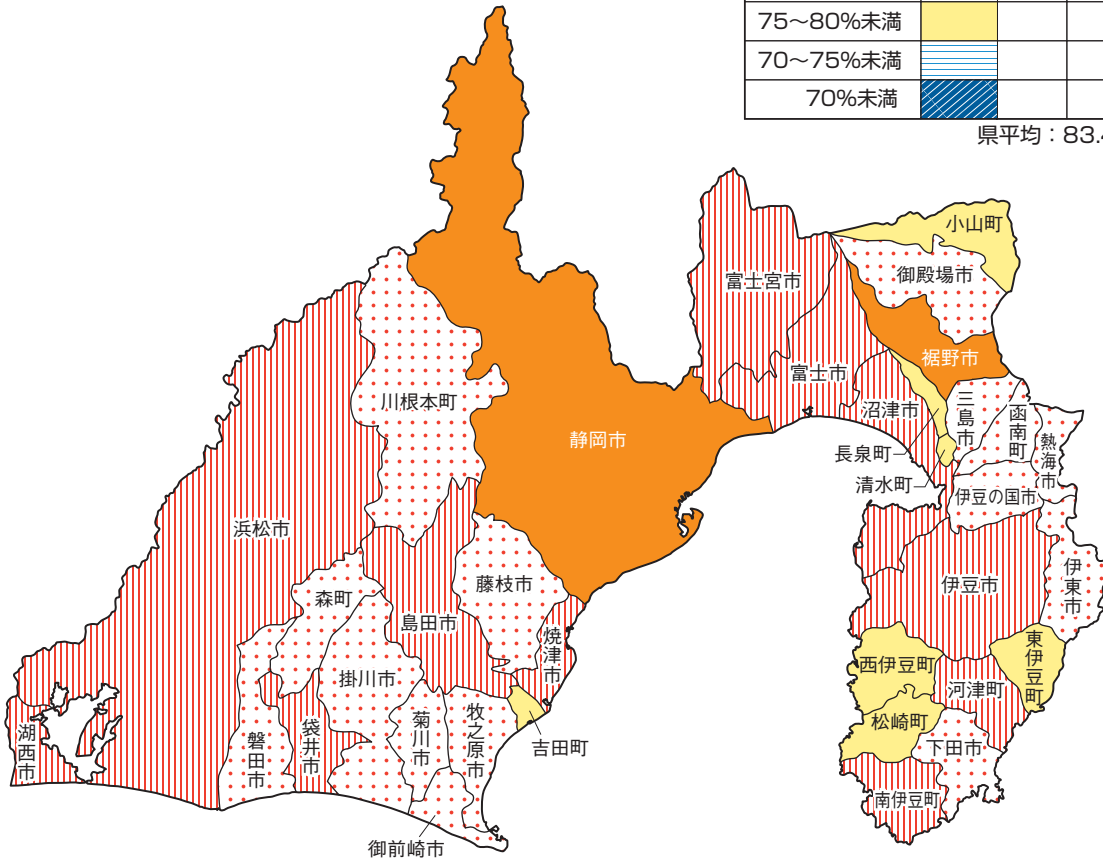 75～80%未満
70～75%未満
70%未満
県平均：83.4
小山町
御殿場市
富士宮市
裾野市
富士市
沼津市
三島市
函南町
熱海市
長泉町
清水町
伊豆の国市
川根本町
静岡市
浜松市
藤枝市
伊豆市
伊東市
森町
島田市
焼津市
東伊豆町
西伊豆町
河津町
掛川市
松崎町
下田市
湖西市
磐田市
袋井市
菊川市
牧之原市
吉田町
南伊豆町
御前崎市